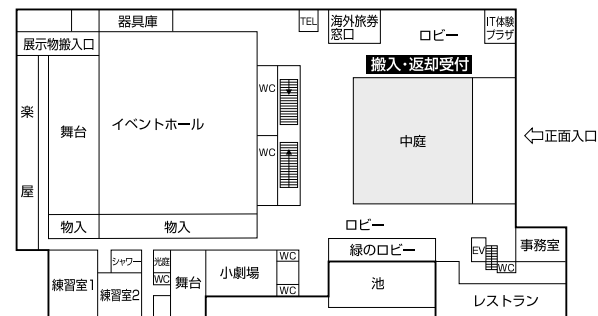 器具庫
TEL
海外旅券
窓口
ロビー
IT体験
プラザ
展示物搬入口
搬入・返却受付
WC
楽
屋
舞台
イベントホール
中庭
正面入口
WC
物入
物入
ロビー
緑のロビー
EV
事務室
シャワー
光庭
WC
WC
練習室1
練習室2
WC
舞台
小劇場
WC
池
レストラン